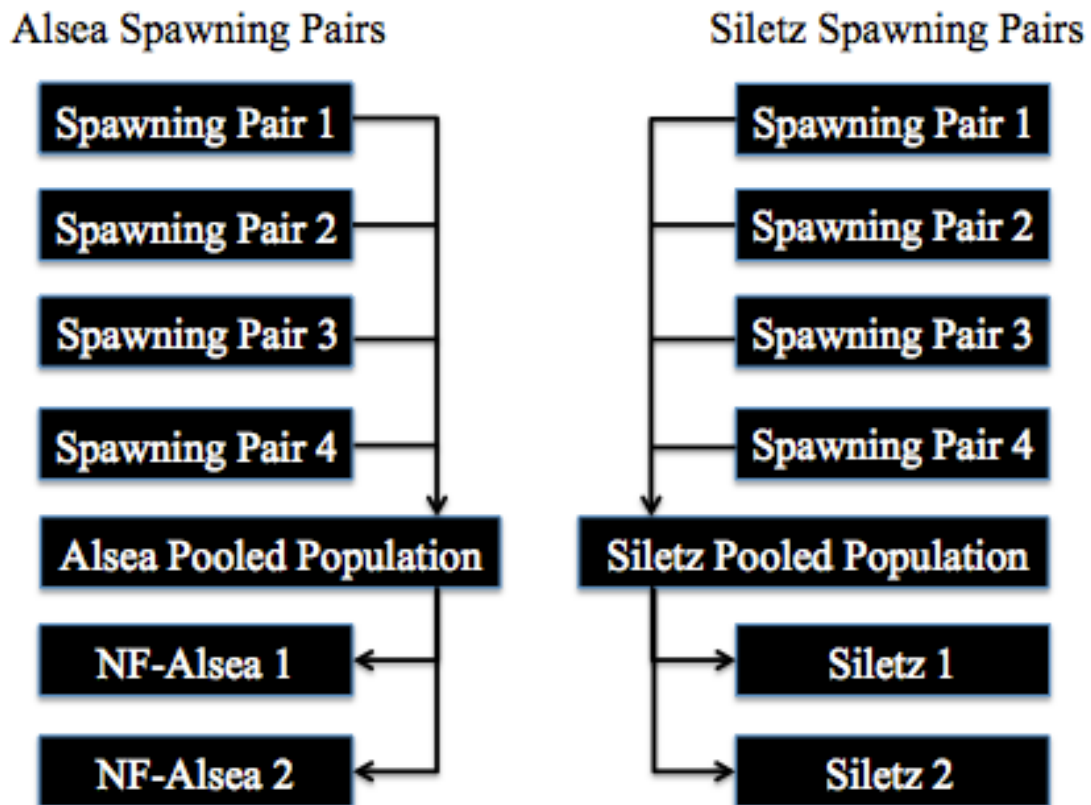 Alsea Spawning Pairs
Spawning Pair 1
Spawning Pair 2
Spawning Pair 3
Spawning Pair 4
Alsea Pooled Population
NF-Alsea 1
NF-Alsea 2
Siletz Spawning Pairs
Spawning Pair 1
Spawning Pair 2
Spawning Pair 3
Spawning Pair 4
Siletz Pooled Population
Siletz 1
Siletz 2